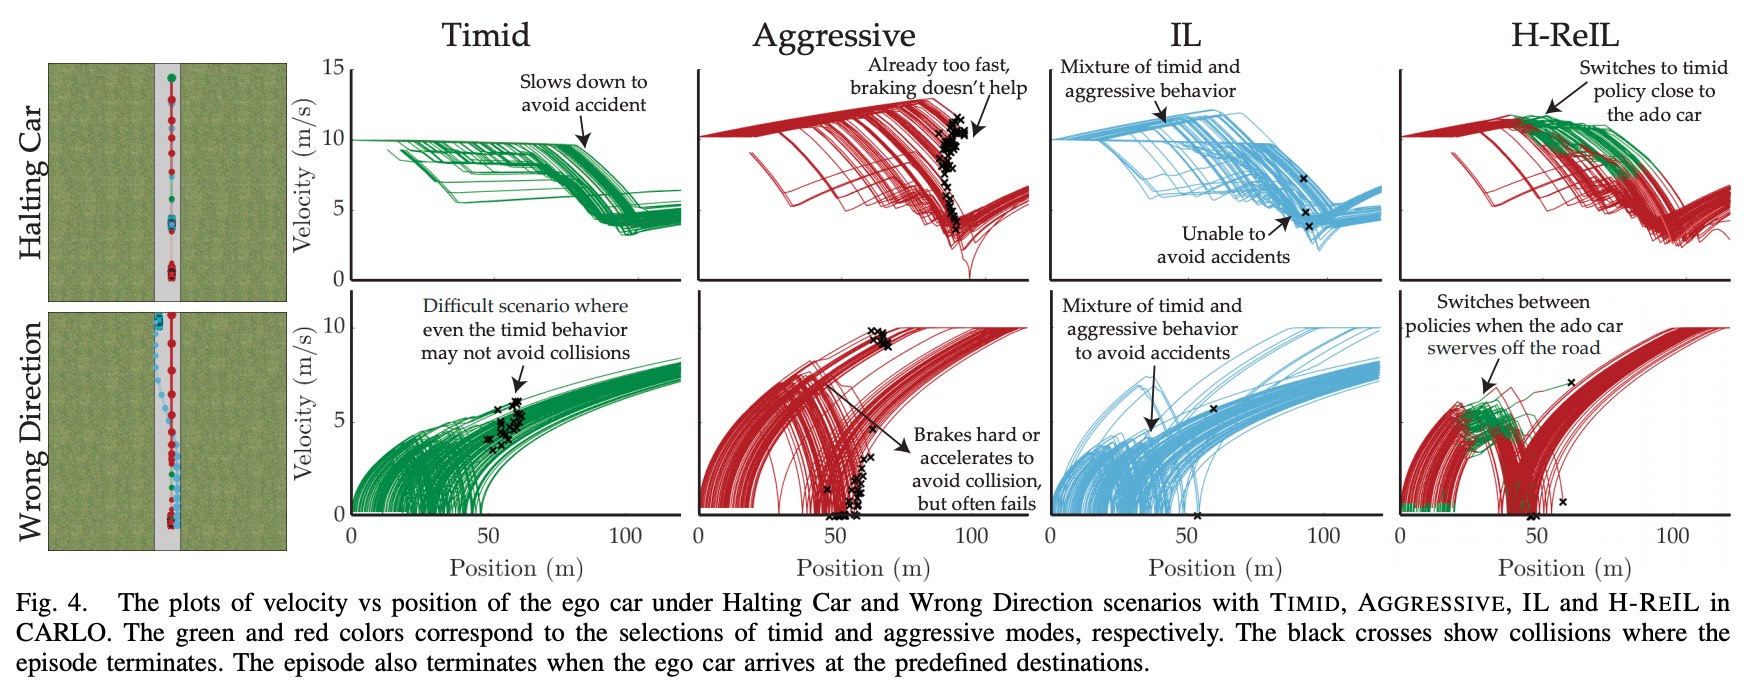 Timid
Aggressive
IL
H-ReIL
Halting Car
Velocity (m/s)
15
10
5
0
Slows down to
avoid accident
Already too fast,
braking doesn't help
Mixture of timid and
aggressive behavior
Unable to
avoid accidents
Switches to timid
policy close to
the ado car
Wrong Direction
Velocity (m/s)
10
5
0
Difficult scenario where
even the timid behavior
may not avoid collisions
Brakes hard or
accelerates to
avoid collision,
but often fails
Mixture of timid and
aggressive behavior
to avoid accidents
Switches between
policies when the ado car
swerves off the road
0 50 100
0 50 100
0 50 100
0 50 100
Position (m)
Position (m)
Position (m)
Position (m)
Fig. 4. The plots of velocity vs position of the ego car under Halting Car and Wrong Direction scenarios with TIMID, AGGRESSIVE, IL and H-REIL in
CARLO. The green and red colors correspond to the selections of timid and aggressive modes, respectively. The black crosses show collisions where the
episode terminates. The episode also terminates when the ego car arrives at the predefined destinations.